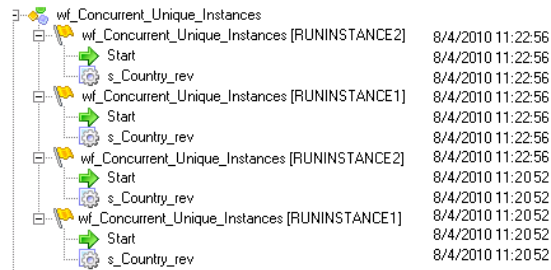 wf_Concurrent_Unique_Instances
wf_Concurrent_Unique_Instances [RUNINSTANCE2] 8/4/2010 11:22:56
Start 8/4/2010 11:22:56
s_Country_rev 8/4/2010 11:22:56
wf_Concurrent_Unique_Instances [RUNINSTANCE1] 8/4/2010 11:22:56
Start 8/4/2010 11:22:56
s_Country_rev 8/4/2010 11:22:56
wf_Concurrent_Unique_Instances [RUNINSTANCE2] 8/4/2010 11:22:56
Start 8/4/2010 11:20 52
s_Country_rev 8/4/2010 11:20 52
wf_Concurrent_Unique_Instances [RUNINSTANCE1] 8/4/2010 11:20 52
Start 8/4/2010 11:20 52
s_Country_rev 8/4/2010 11:20 52